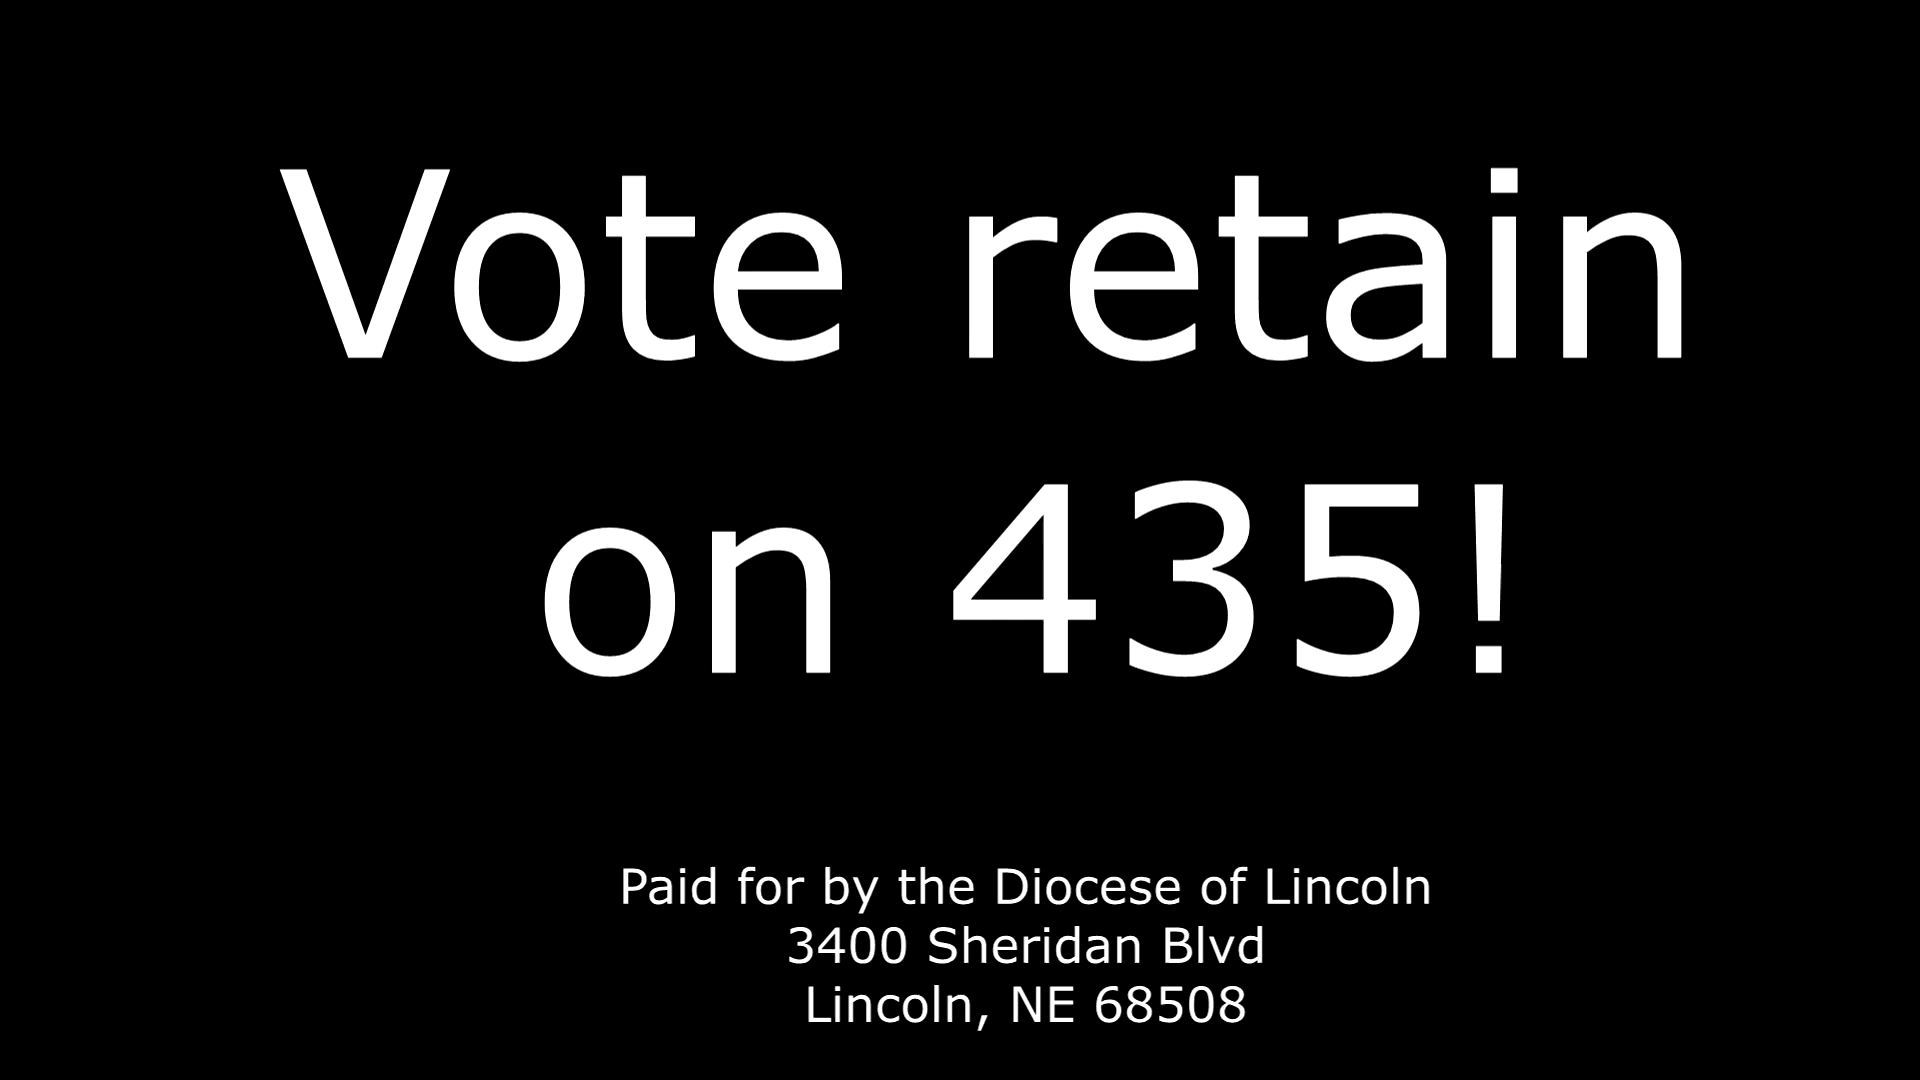 Vote retain
on 435!
Paid for by the Diocese of Lincoln
3400 Sheridan Blvd
Lincoln, NE 68508